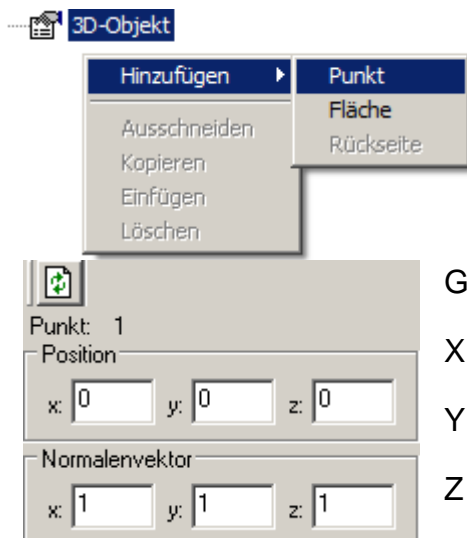 3D-Objekt
Hinzufügen Punkt
Fläche
Ausschneiden Rückseite
Kopieren
Einfügen
Löschen
G
Punkt: 1
Position
X
x: 0 y: 0 z: 0
Y
Normalenvektor
Z
x: 1 y: 1 z: 1